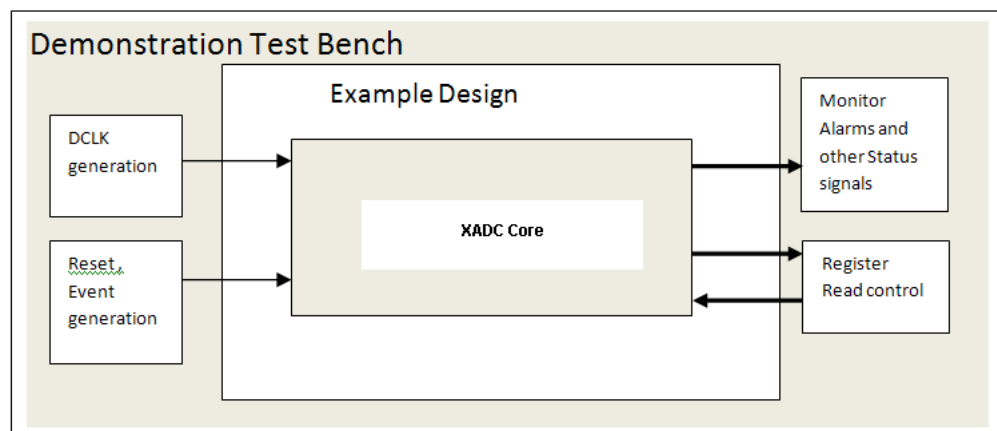 Demonstration Test Bench
Example Design
DCLK
generation
Reset,
Event
generation
XADC Core
Monitor
Alarms and
other Status
signals
Register
Read control